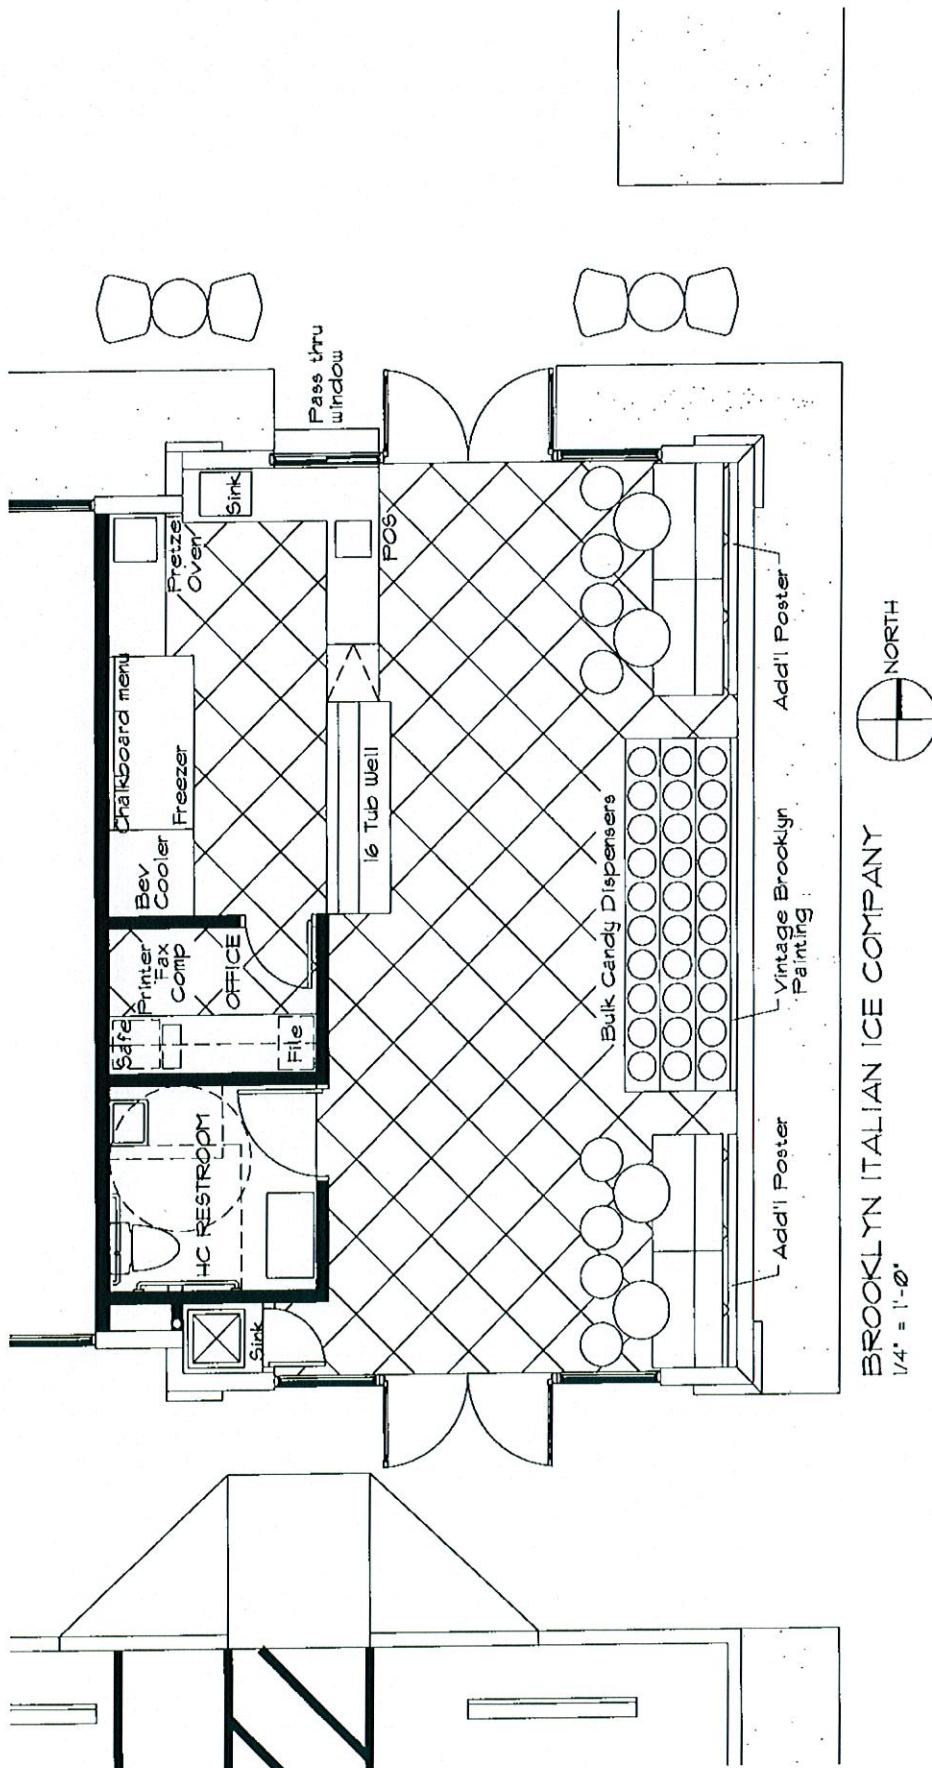 Pass thru
window
Sink
Pretzel
Oven
POS
Chalkboard menu
Freezer
16 Tub Well
Bev
Cooler
Printer
Fax
Comp
OFFICE
Safe
File
HC RESTROOM
Sink
Bulk Candy Dispensers
Add'l Poster
Vintage Brooklyn
Painting
Add'l Poster
NORTH
BROOKLYN ITALIAN ICE COMPANY
1/4" = 1'-0"